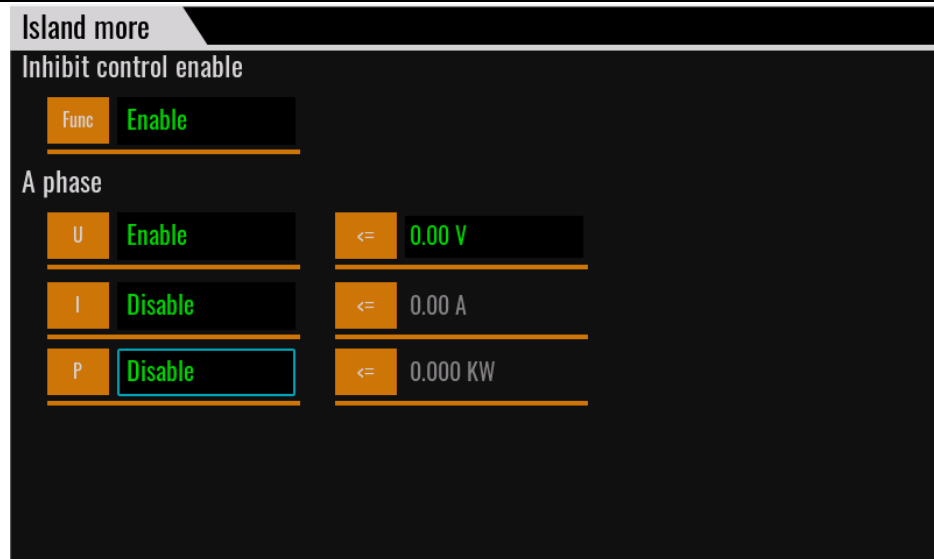 Island more
Inhibit control enable
Func Enable
A phase
U Enable <= 0.00 V
I Disable <= 0.00 A
P Disable <= 0.000 KW